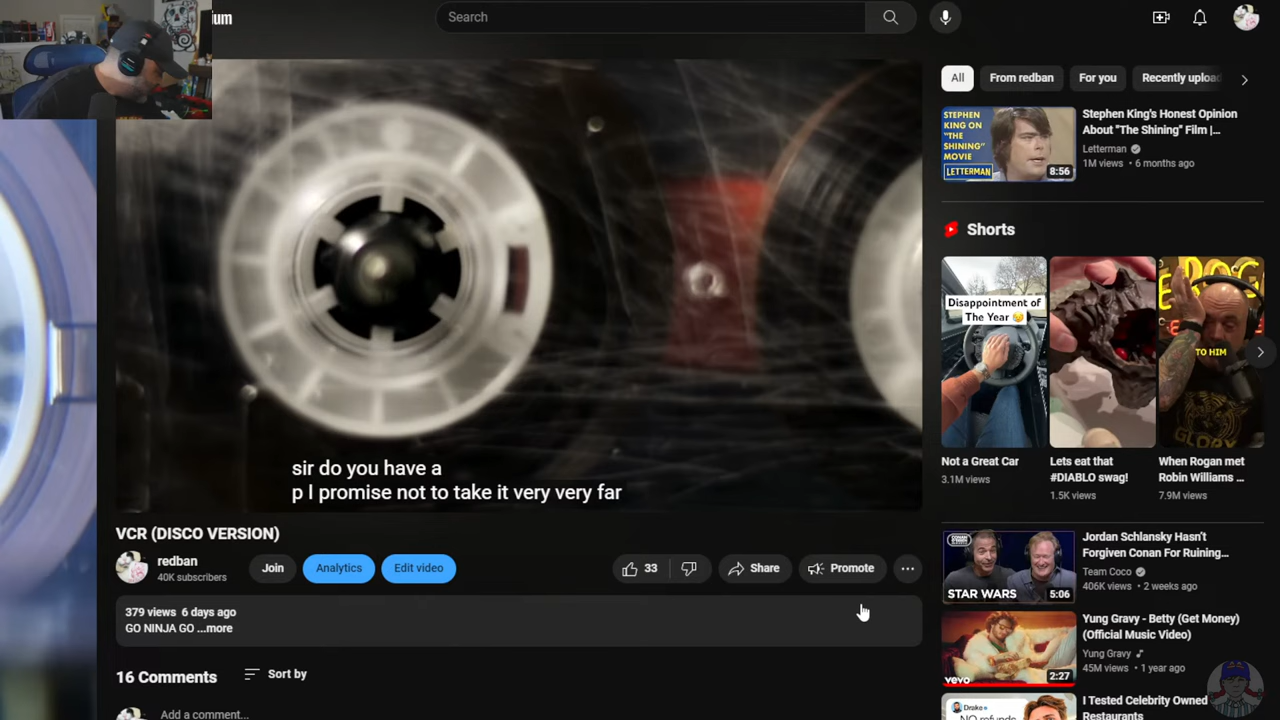 ium
Search
All
From redban
For you
Recently uploa
STEPHEN
KING ON
"THE
SHINING"
MOVIE
LETTERMAN
8:56
Stephen King's Honest Opinion
About "The Shining" Film |...
Letterman
1M views • 6 months ago
Shorts
Disappointment of
The Year
TO HIM
GLORY
Not a Great Car
3.1M views
Lets eat that
#DIABLO swag!
1.5K views
When Rogan met
Robin Williams ...
7.9M views
sir do you have a
p I promise not to take it very very far
VCR (DISCO VERSION)
redban
40K subscribers
Join
Analytics
Edit video
33
Share
Promote
379 views 6 days ago
GO NINJA GO ...more
16 Comments
Sort by
Add a comment...
STAR WARS
5:06
Jordan Schlansky Hasn't
Forgiven Conan For Ruining...
Team Coco
406K views • 2 weeks ago
vevo
2:27
Yung Gravy - Betty (Get Money)
(Official Music Video)
Yung Gravy
45M views • 1 year ago
Drake
NO refunds
I Tested Celebrity Owned
Restaurants